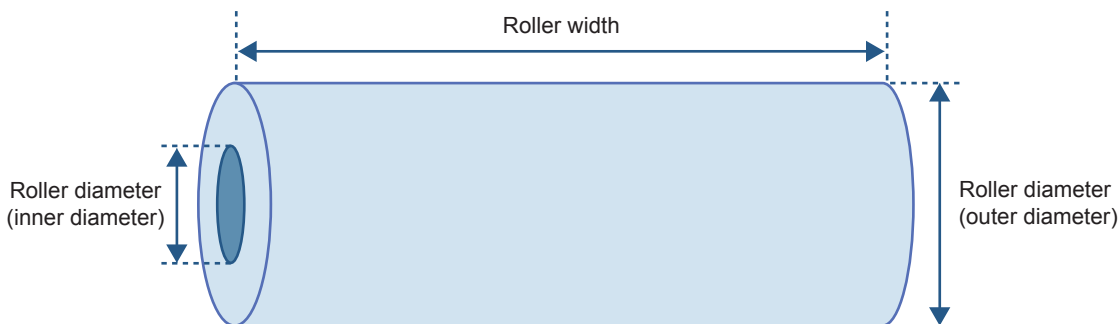 Roller width
Roller diameter
(inner diameter)
Roller diameter
(outer diameter)